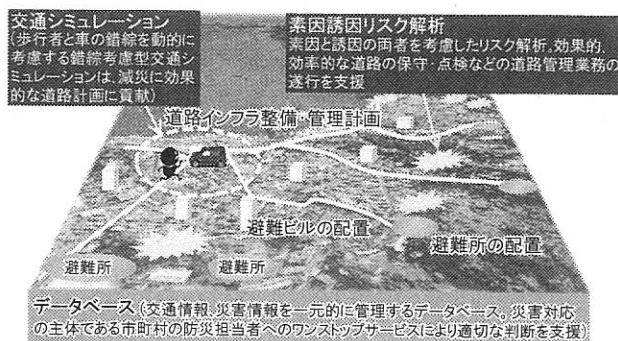 交通シミュレーション
(歩行者と車の錯綜を動的に
考慮する錯綜考慮型交通シ
ミュレーションは、減災に効果
的な道路計画に貢献)
素因誘因リスク解析
素因と誘因の両者を考慮したリスク解析。効果的、
効率的な道路の保守・点検などの道路管理業務の
遂行を支援
道路インフラ整備・管理計画
避難ビルの配置
避難所の配置
避難所
避難所
データベース(交通情報、災害情報を一元的に管理するデータベース。災害対応
の主体である市町村の防災担当者へのワンストップサービスにより適切な判断を支援)